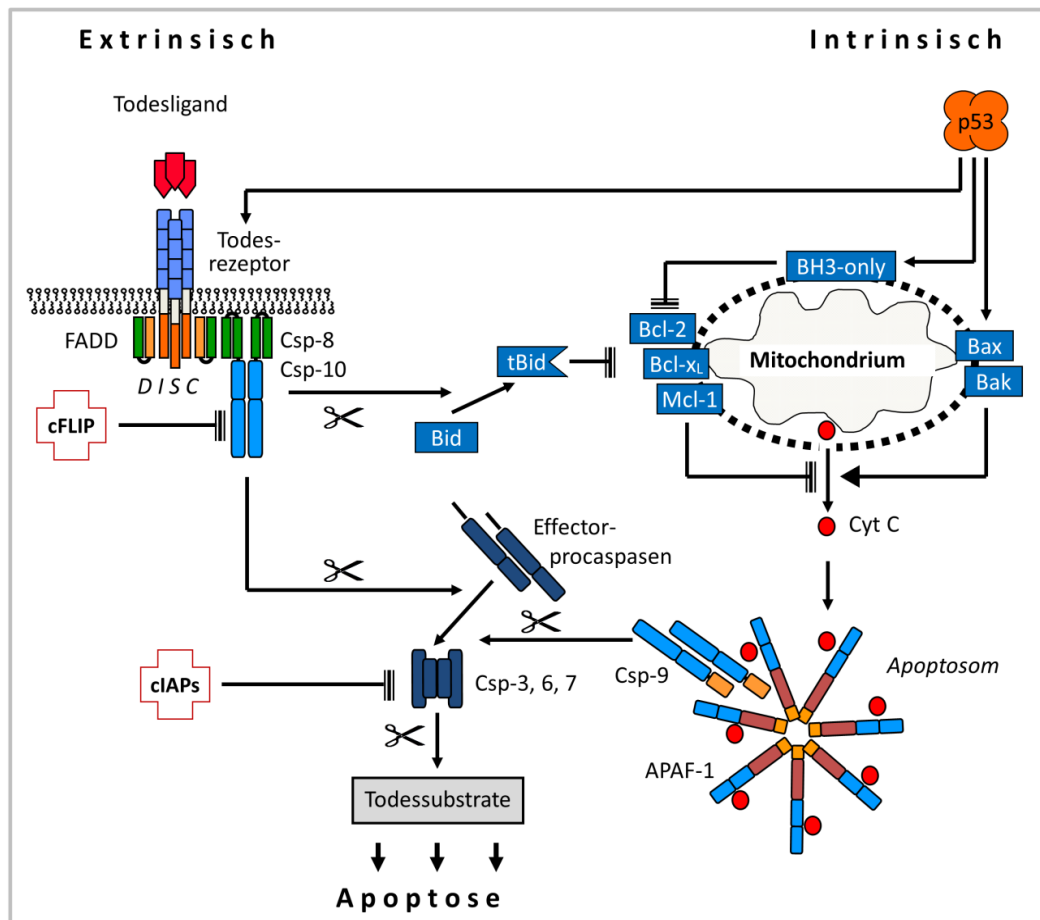 Extrinsisch
Intrinsisch
Todesligand
p53
Todes-
rezeptor
BH3-only
FADD
Csp-8
Csp-10
DISC
Bcl-2
Bcl-xL
Mcl-1
Mitochondrium
Bax
Bak
tBid
Bid
cFLIP
Cyt C
Effector-
procaspasen
Apoptosom
Csp-9
cIAPs
Csp-3, 6, 7
APAF-1
Todessubstrate
Apoptose